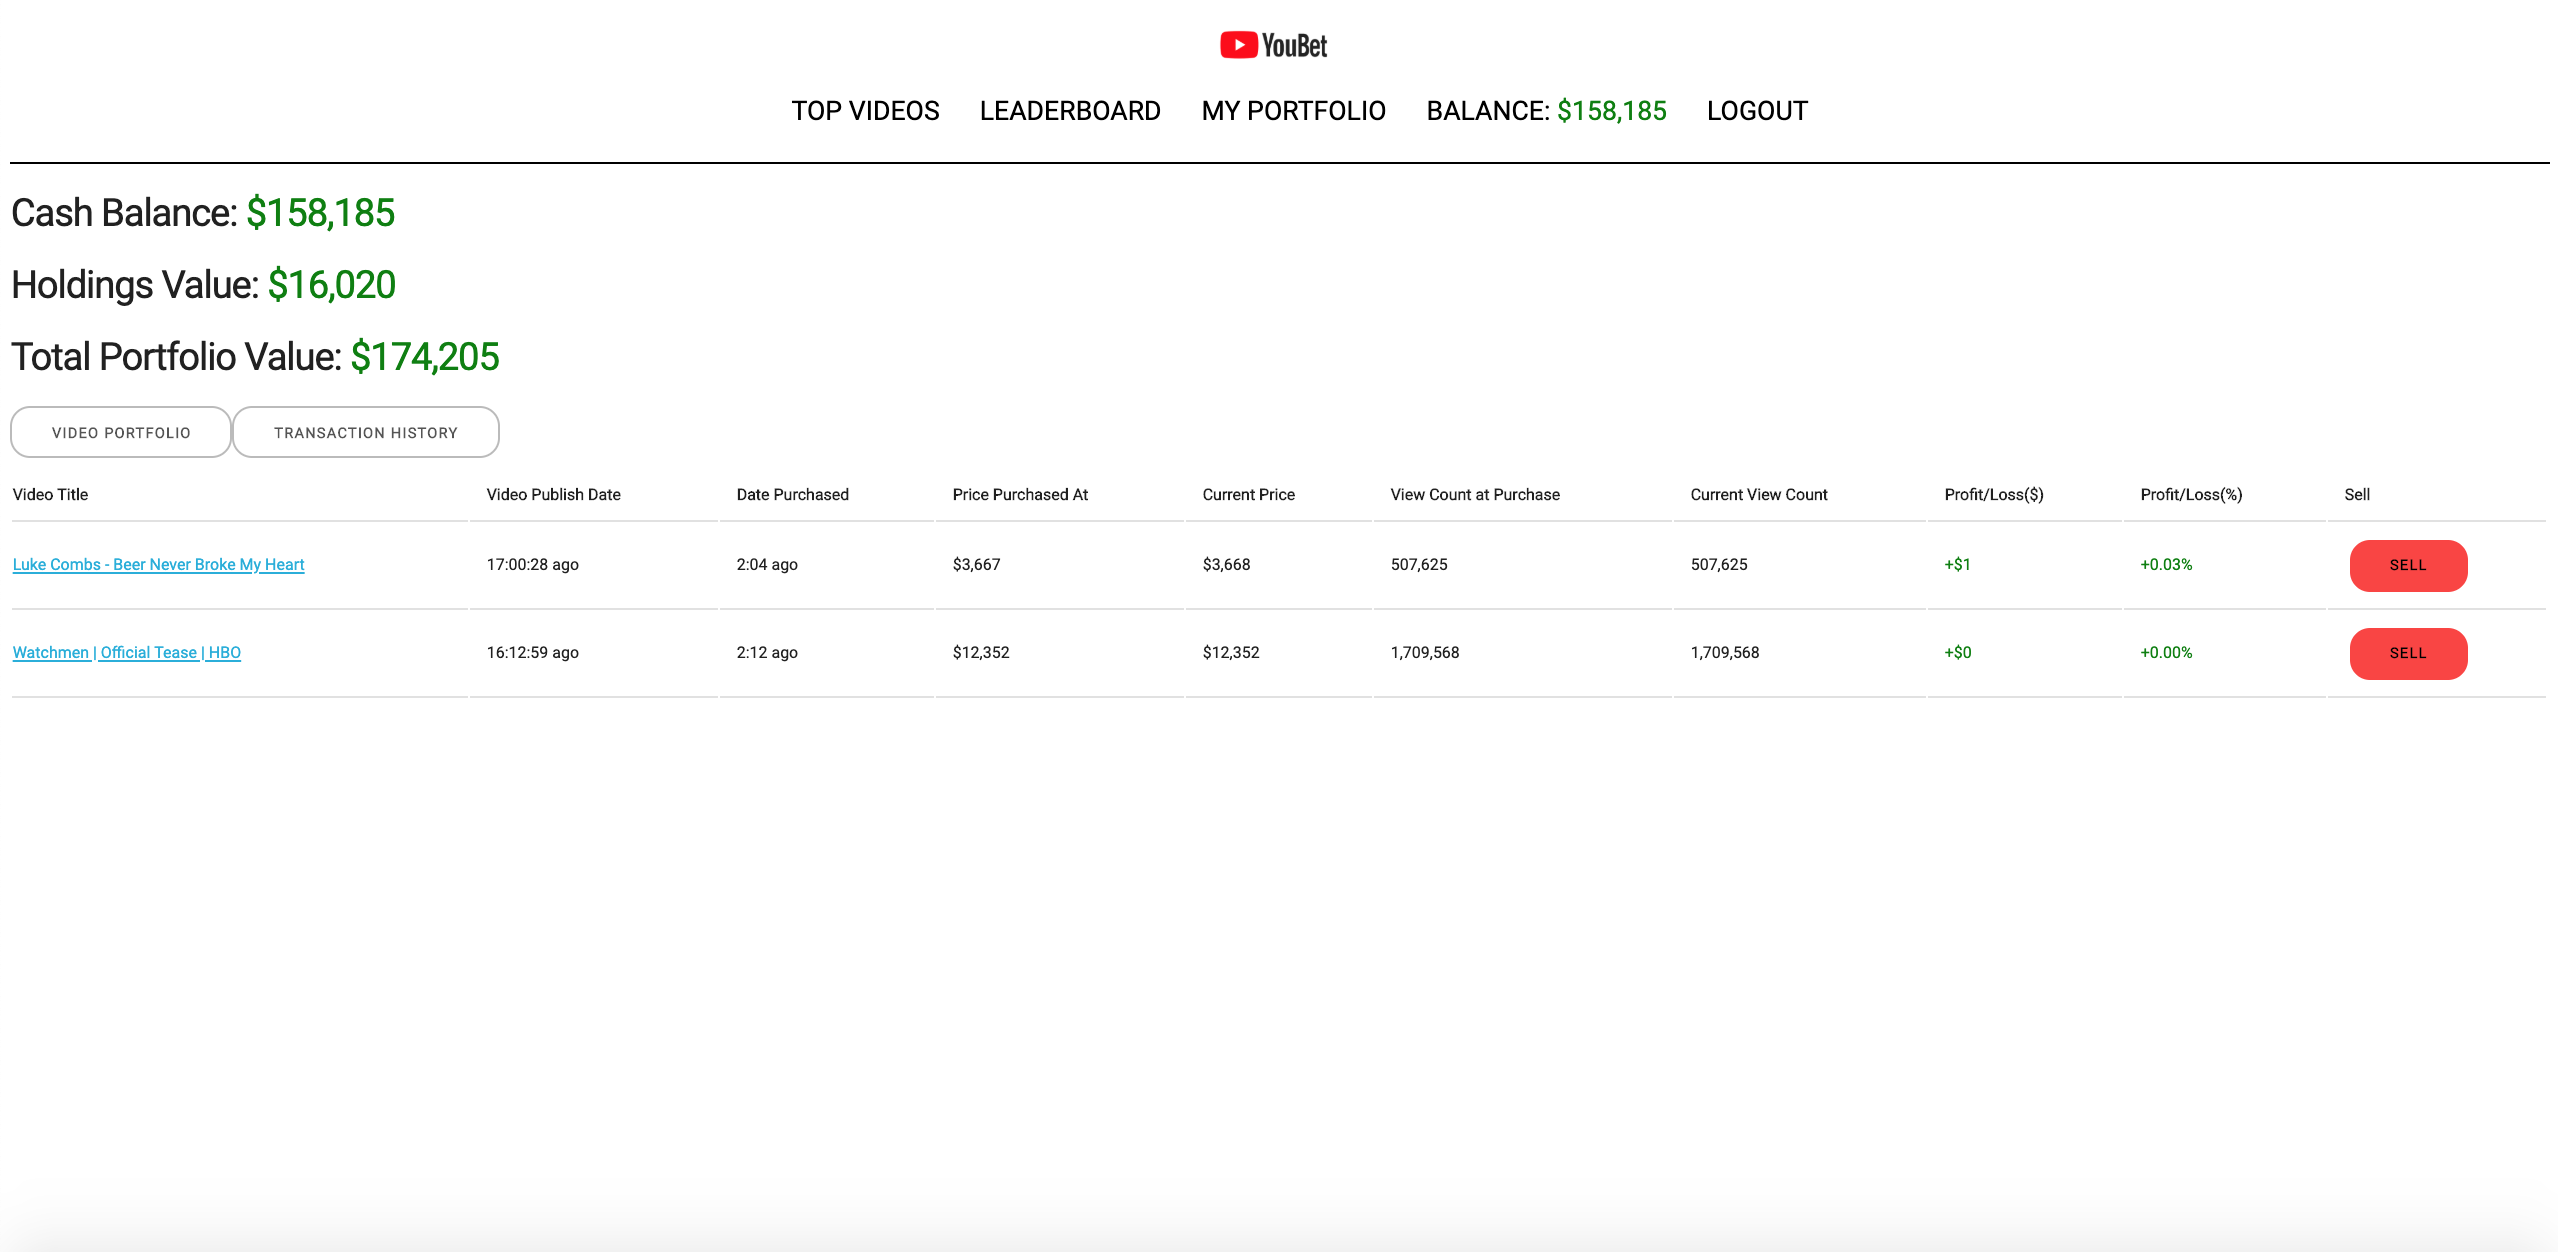 YouBet
TOP VIDEOS LEADERBOARD MY PORTFOLIO BALANCE: $158,185 LOGOUT
Cash Balance: $158,185
Holdings Value: $16,020
Total Portfolio Value: $174,205
VIDEO PORTFOLIO TRANSACTION HISTORY
Video Title Video Publish Date Date Purchased Price Purchased At Current Price View Count at Purchase Current View Count Profit/Loss($) Profit/Loss(%) Sell
Luke Combs - Beer Never Broke My Heart 17:00:28 ago 2:04 ago $3,667 $3,668 507,625 507,625 +$1 +0.03% SELL
Watchmen | Official Tease | HBO 16:12:59 ago 2:12 ago $12,352 $12,352 1,709,568 1,709,568 +$0 +0.00% SELL